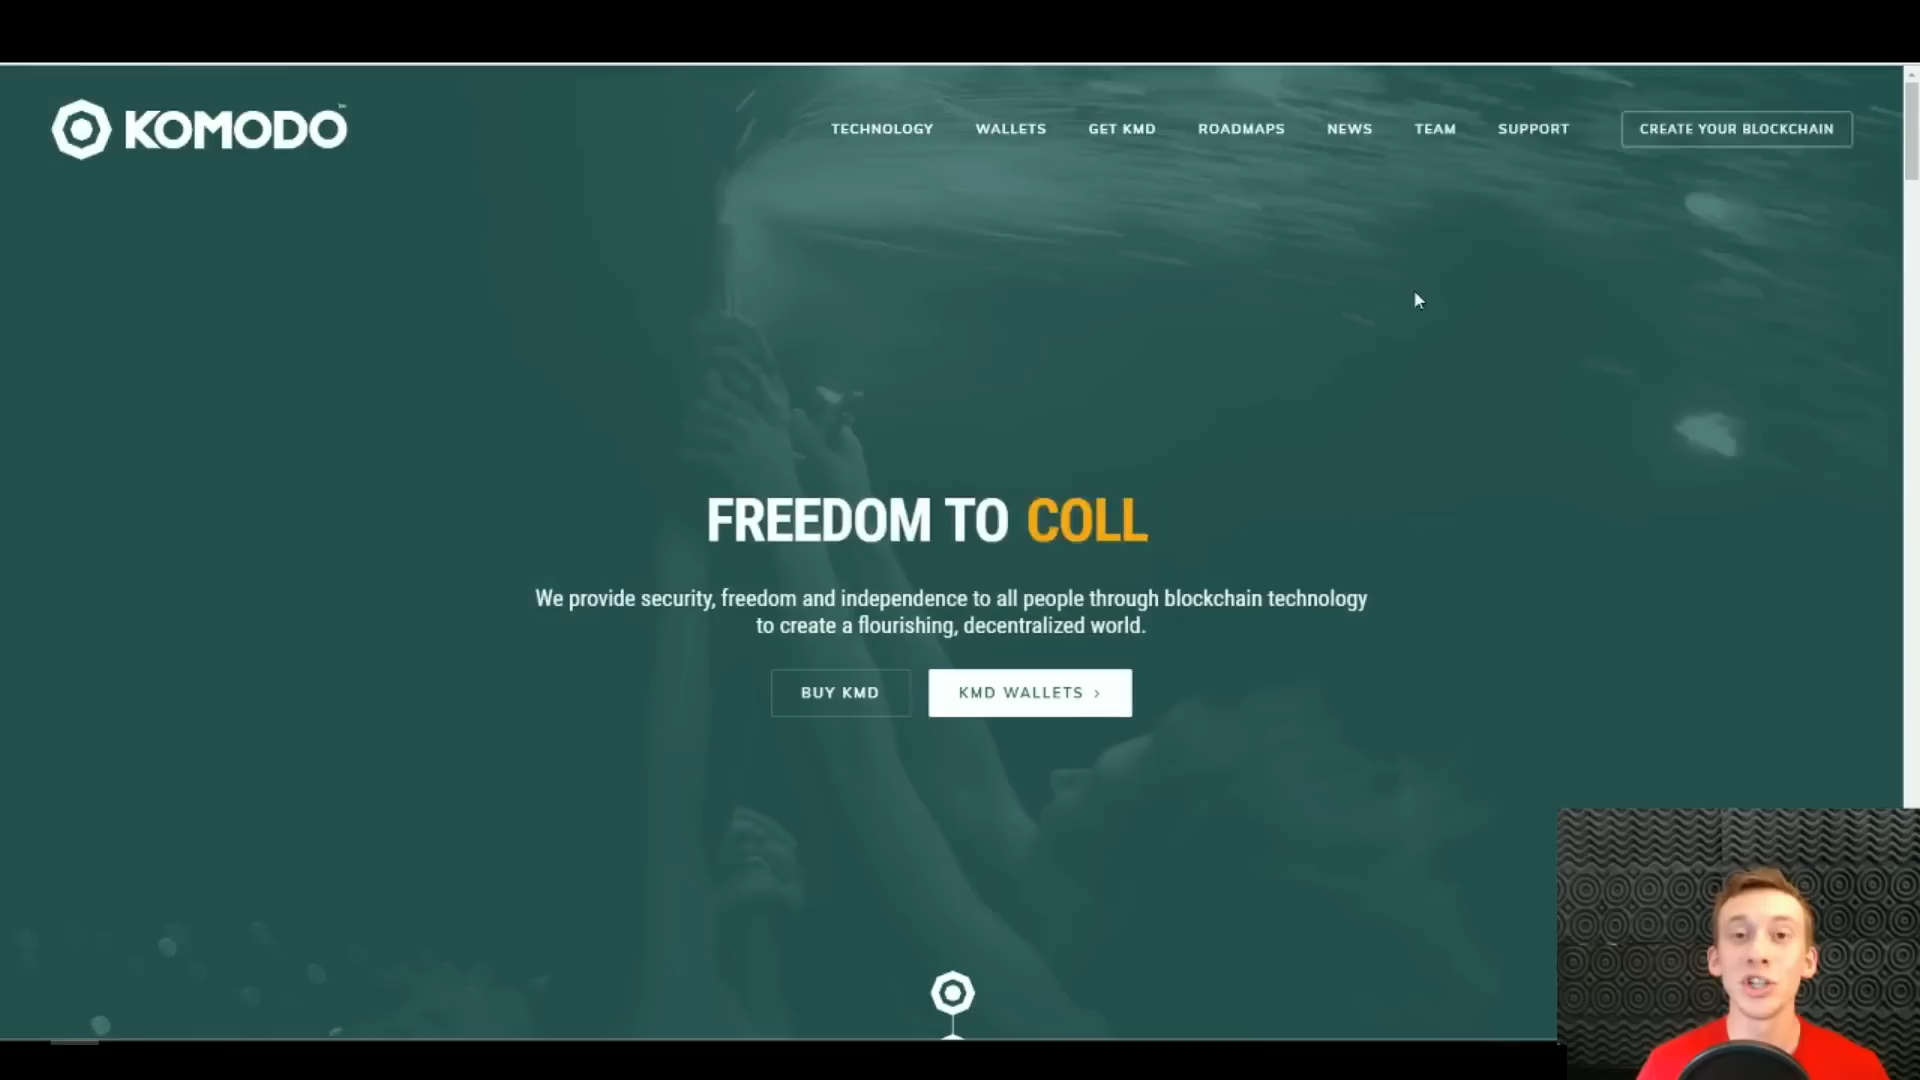 KOMODO™
TECHNOLOGY
WALLETS
GET KMD
ROADMAPS
NEWS
TEAM
SUPPORT
CREATE YOUR BLOCKCHAIN
FREEDOM TO COLL
We provide security, freedom and independence to all people through blockchain technology
to create a flourishing, decentralized world.
BUY KMD
KMD WALLETS ›